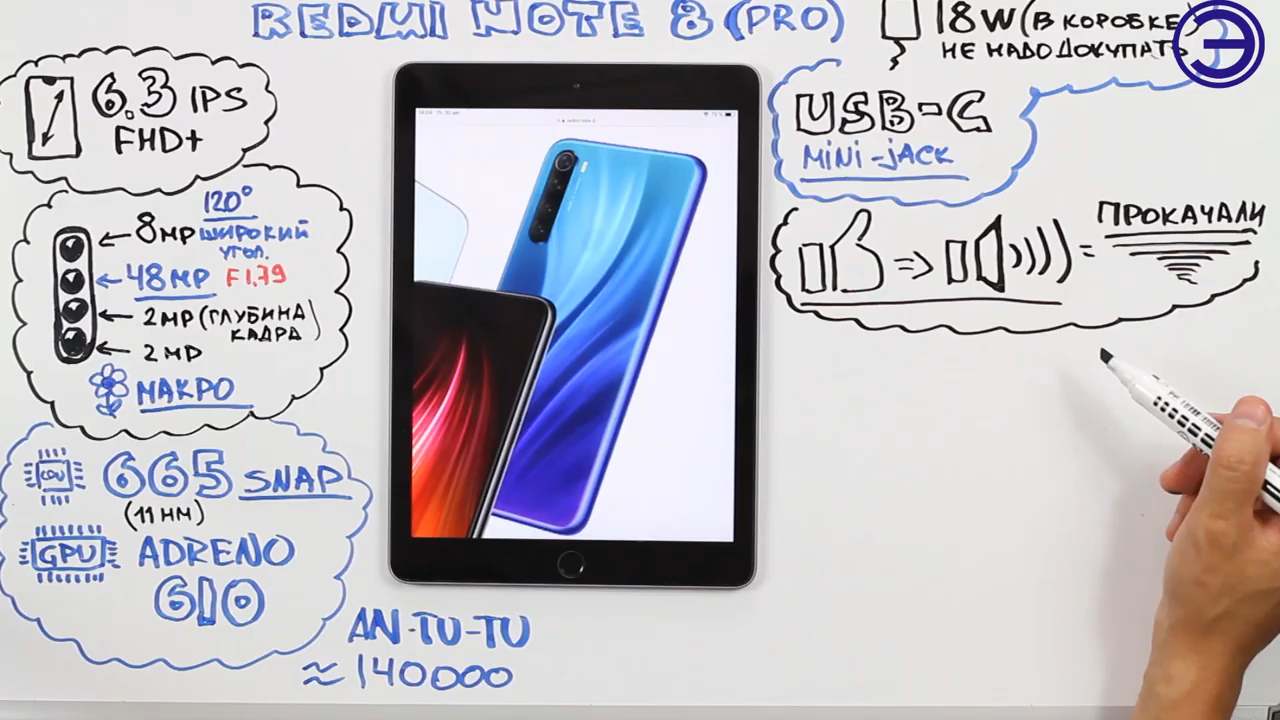 REDMI NOTE 8 (PRO)
18W (В КОРОБКЕ)
НЕ НАДО ДОКУПАТЬ
Э
6.3 IPS
FHD+
USB-C
MINI-JACK
120°
8MP ШИРОКИЙ
УГОЛ.
48MP F1.79
2MP (ГЛУБИНА
КАДРА)
2MP
МАКРО
ПРОКАЧАЛИ
=
CPU
665 SNAP
(11 НМ)
GPU
ADRENO
610
AN-TU-TU
≈140000